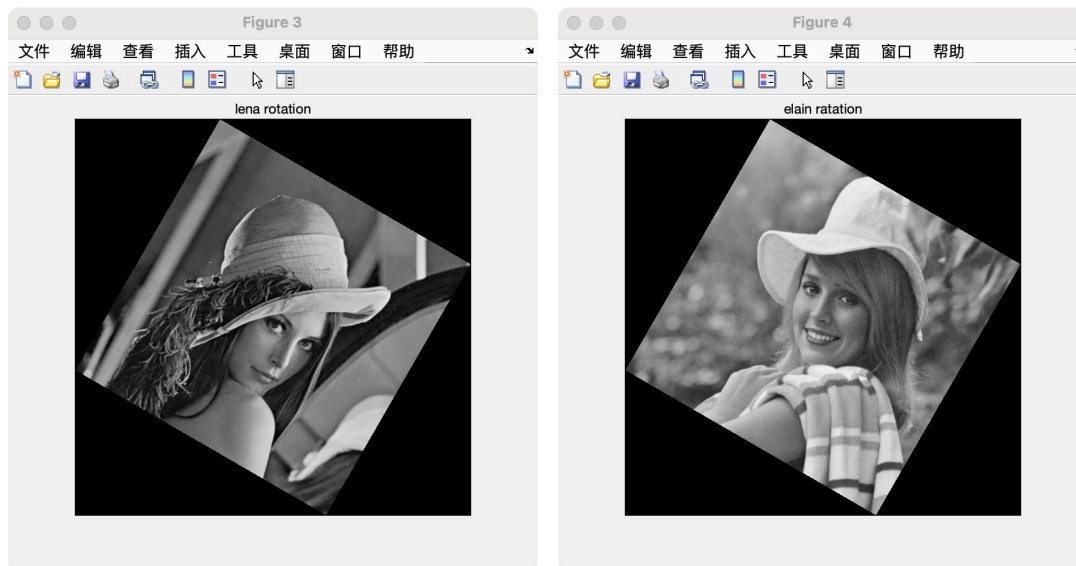 Figure 3
文件 编辑 查看 插入 工具 桌面 窗口 帮助
lena rotation
Figure 4
文件 编辑 查看 插入 工具 桌面 窗口 帮助
elain ratation